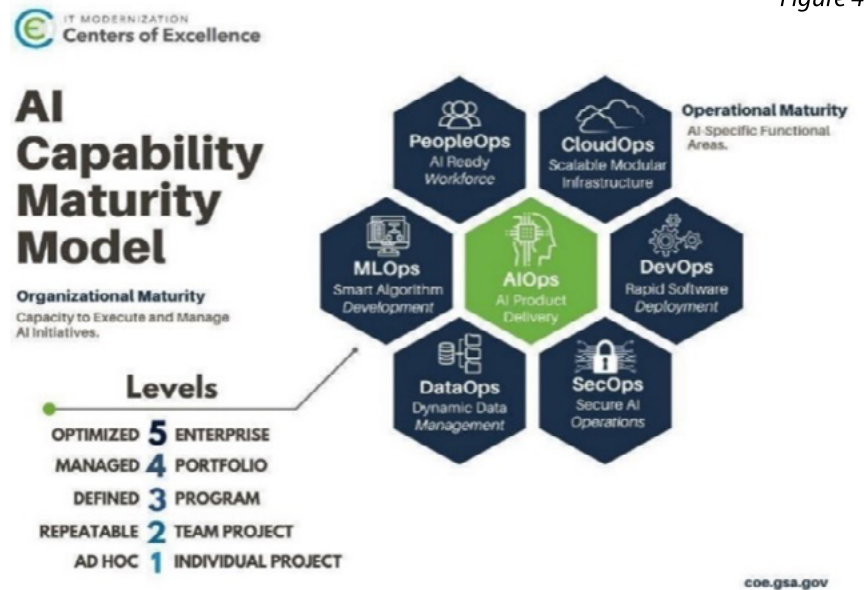 Figure 4
IT MODERNIZATION
Centers of Excellence
AI
Capability
Maturity
Model
Organizational Maturity
Capacity to Execute and Manage
AI Initiatives.
Operational Maturity
AI-Specific Functional
Areas.
PeopleOps
AI Ready
Workforce
CloudOps
Scalable Modular
Infrastructure
MLOps
Smart Algorithm
Development
AIOps
AI Product
Delivery
DevOps
Rapid Software
Deployment
DataOps
Dynamic Data
Management
SecOps
Secure AI
Operations
Levels
OPTIMIZED 5 ENTERPRISE
MANAGED 4 PORTFOLIO
DEFINED 3 PROGRAM
REPEATABLE 2 TEAM PROJECT
AD HOC 1 INDIVIDUAL PROJECT
coe.gsa.gov